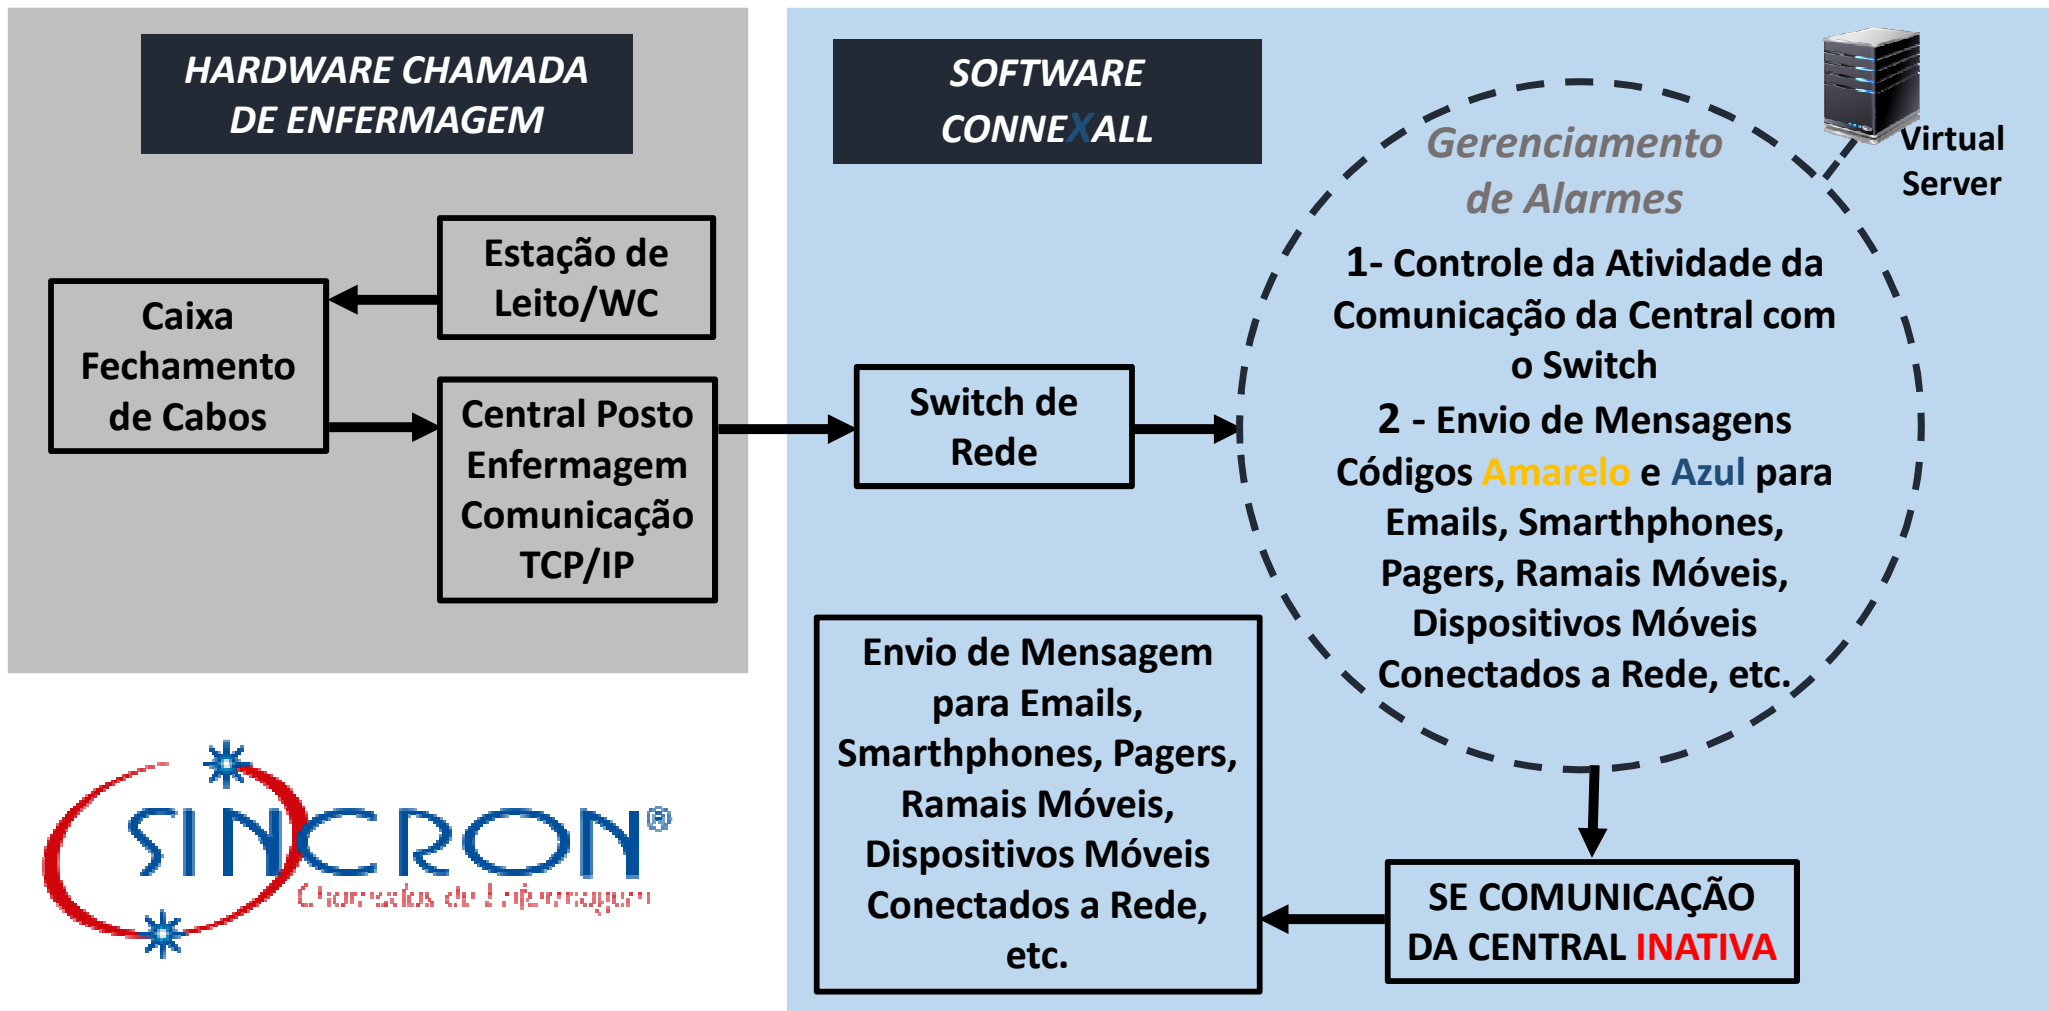 HARDWARE CHAMADA
DE ENFERMAGEM
Estação de
Leito/WC
Caixa
Fechamento
de Cabos
Central Posto
Enfermagem
Comunicação
TCP/IP
SOFTWARE
CONNEXALL
Switch de
Rede
Virtual
Server
Gerenciamento
de Alarmes
1- Controle da Atividade da
Comunicação da Central com
o Switch
2 - Envio de Mensagens
Códigos Amarelo e Azul para
Emails, Smarthphones,
Pagers, Ramais Móveis,
Dispositivos Móveis
Conectados a Rede, etc.
SE COMUNICAÇÃO
DA CENTRAL INATIVA
Envio de Mensagem
para Emails,
Smarthphones, Pagers,
Ramais Móveis,
Dispositivos Móveis
Conectados a Rede,
etc.
SINCRON®
Chamadas de Enfermagem